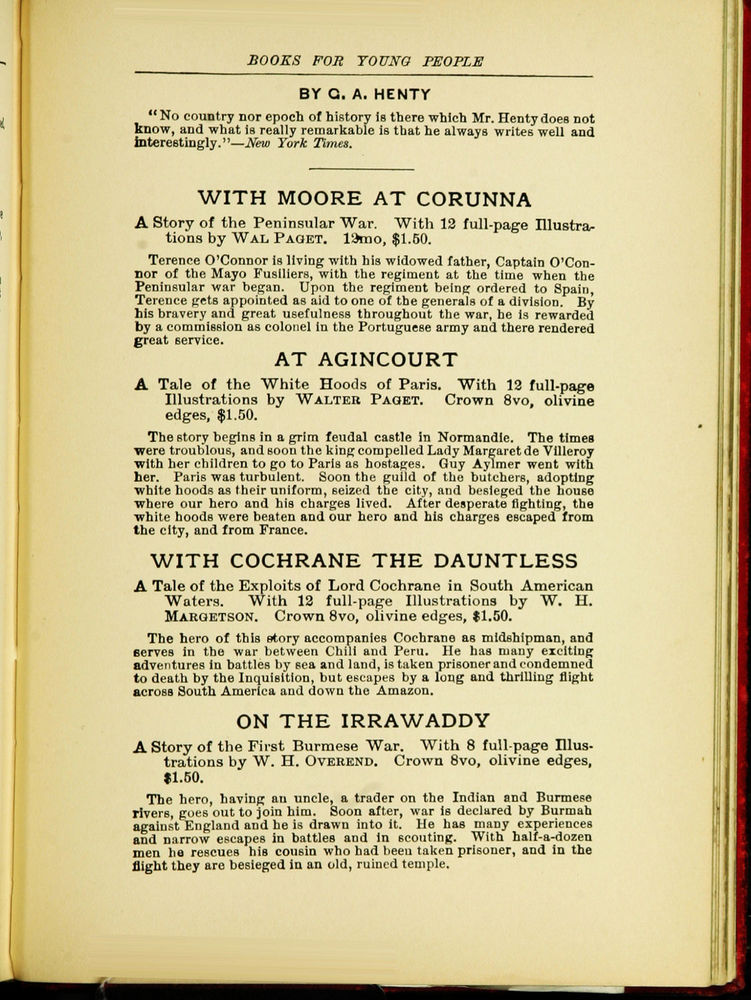 BOOKS FOR YOUNG PEOPLE
BY G. A. HENTY
“No country nor epoch of history is there which Mr. Henty does not
know, and what is really remarkable is that he always writes well and
interestingly.”—New York Times.
WITH MOORE AT CORUNNA
A Story of the Peninsular War. With 12 full-page Illustra-
tions by WAL PAGET. 12mo, $1.50.
Terence O'Connor is living with his widowed father, Captain O'Con-
nor of the Mayo Fusiliers, with the regiment at the time when the
Peninsular war began. Upon the regiment being ordered to Spain,
Terence gets appointed as aid to one of the generals of a division. By
his bravery and great usefulness throughout the war, he is rewarded
by a commission as colonel in the Portuguese army and there rendered
great service.
AT AGINCOURT
A Tale of the White Hoods of Paris. With 12 full-page
Illustrations by WALTER PAGET. Crown 8vo, olivine
edges, $1.50.
The story begins in a grim feudal castle in Normandie. The times
were troublous, and soon the king compelled Lady Margaret de Villeroy
with her children to go to Paris as hostages. Guy Aylmer went with
her. Paris was turbulent. Soon the guild of the butchers, adopting
white hoods as their uniform, seized the city, and besieged the house
where our hero and his charges lived. After desperate fighting, the
white hoods were beaten and our hero and his charges escaped from
the city, and from France.
WITH COCHRANE THE DAUNTLESS
A Tale of the Exploits of Lord Cochrane in South American
Waters. With 12 full-page Illustrations by W. H.
MARGETSON. Crown 8vo, olivine edges, $1.50.
The hero of this story accompanies Cochrane as midshipman, and
serves in the war between Chili and Peru. He has many exciting
adventures in battles by sea and land, is taken prisoner and condemned
to death by the Inquisition, but escapes by a long and thrilling flight
across South America and down the Amazon.
ON THE IRRAWADDY
A Story of the First Burmese War. With 8 full-page Illus-
trations by W. H. OVEREND. Crown 8vo, olivine edges,
$1.50.
The hero, having an uncle, a trader on the Indian and Burmese
rivers, goes out to join him. Soon after, war is declared by Burmah
against England and he is drawn into it. He has many experiences
and narrow escapes in battles and in scouting. With half-a-dozen
men he rescues his cousin who had been taken prisoner, and in the
flight they are besieged in an old, ruined temple.